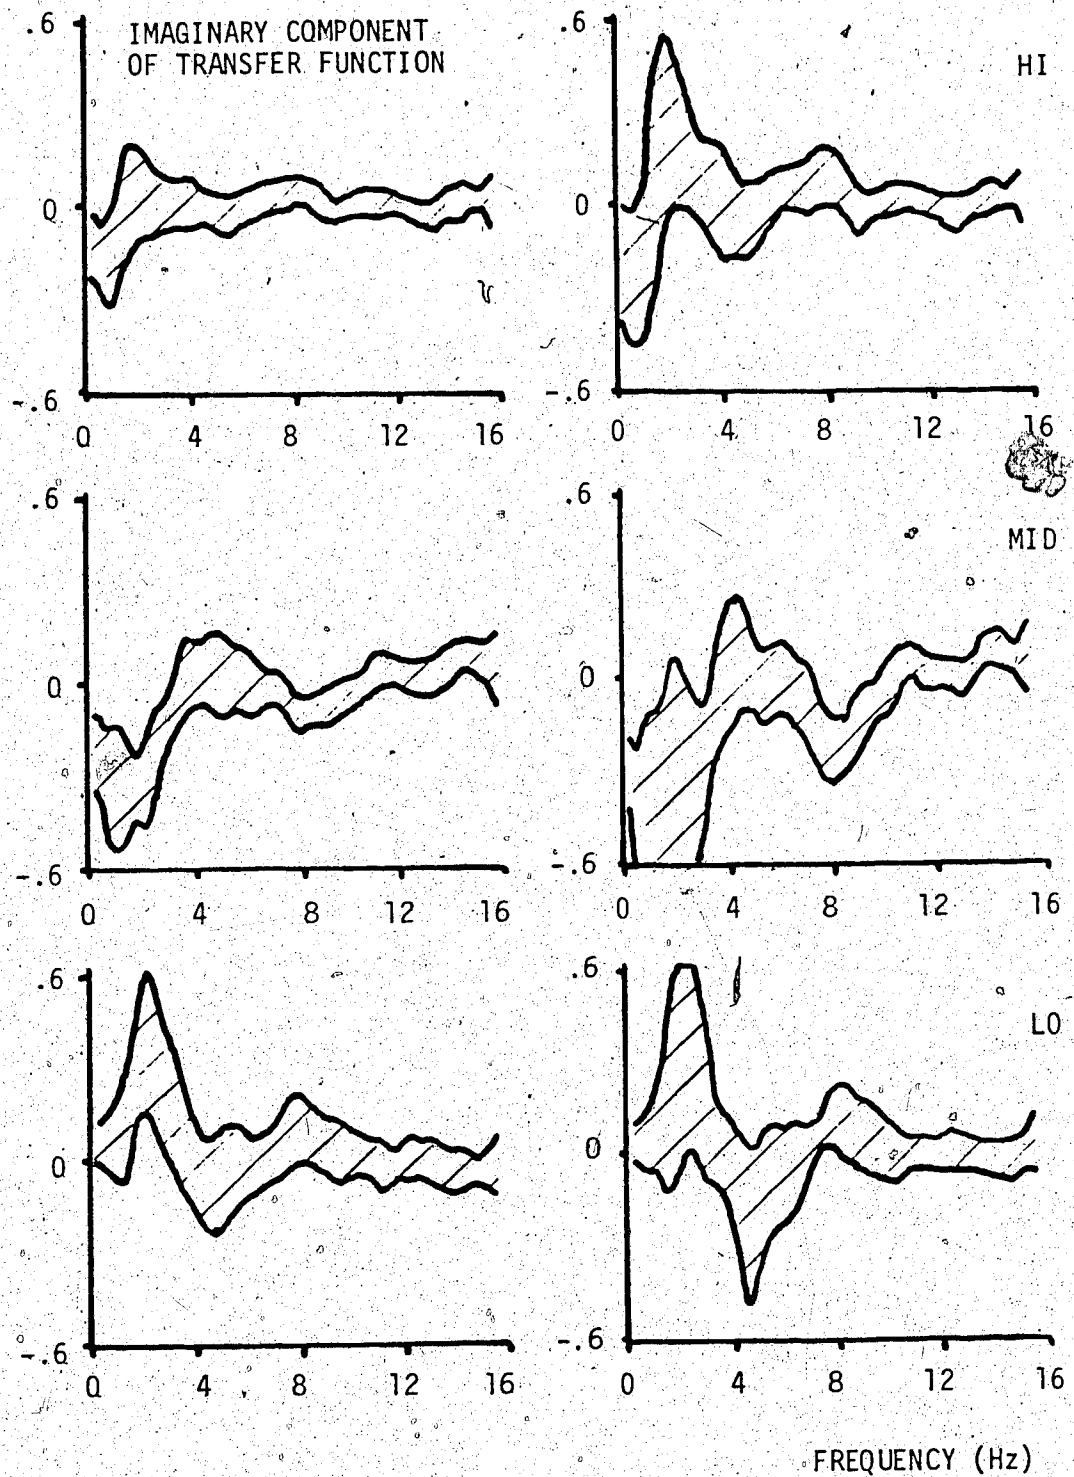 IMAGINARY COMPONENT
OF TRANSFER FUNCTION
.6
0
-.6
0 4 8 12 16
HI
.6
0
-.6
0 4 8 12 16
.6
0
-.6
0 4 8 12 16
MID
.6
0
-.6
0 4 8 12 16
.6
0
-.6
0 4 8 12 16
LO
.6
0
-.6
0 4 8 12 16
FREQUENCY (Hz)